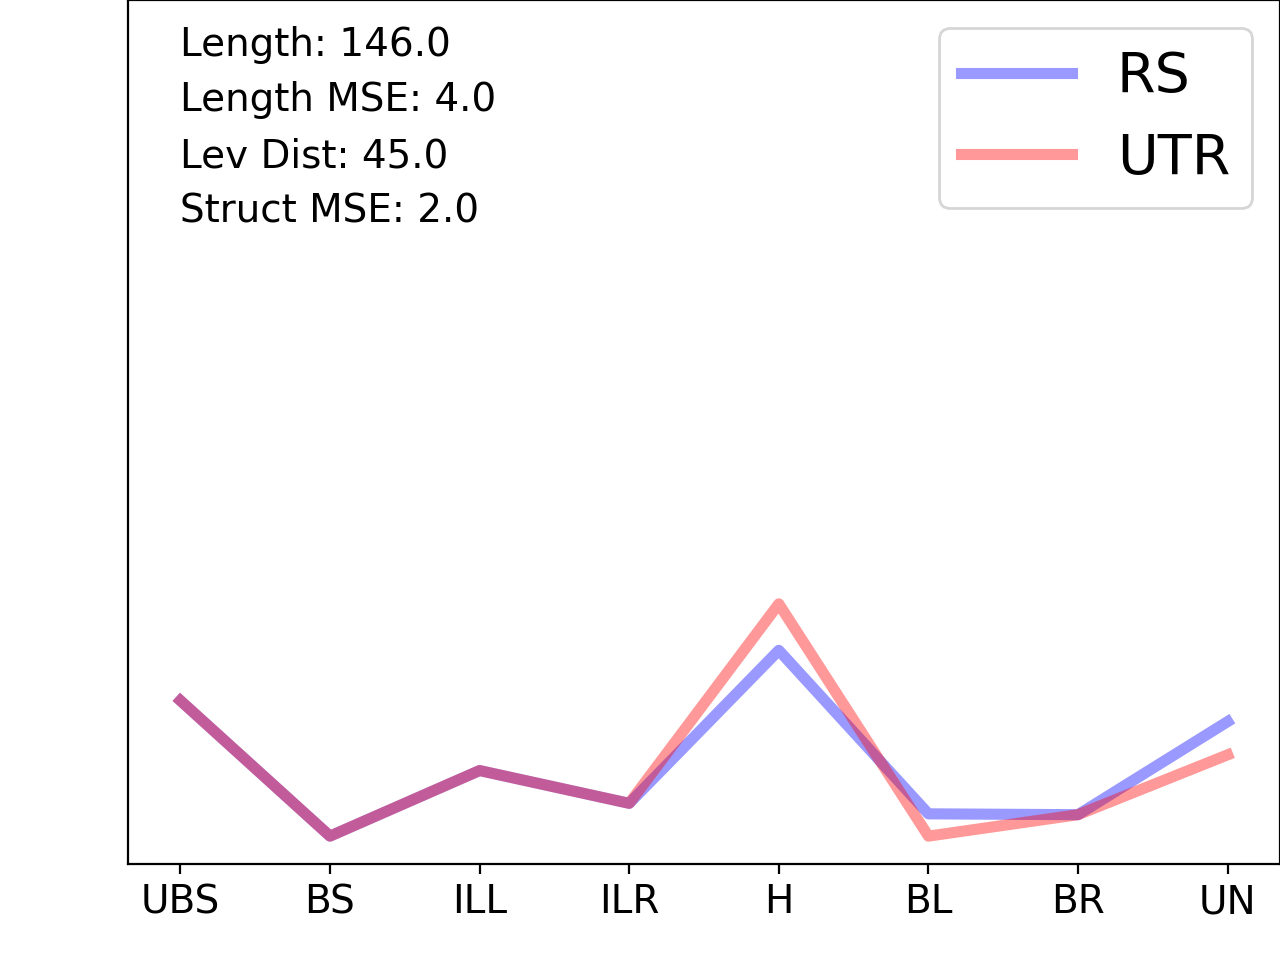 Length: 146.0
Length MSE: 4.0
Lev Dist: 45.0
Struct MSE: 2.0
RS
UTR
UBS BS ILL ILR H BL BR UN